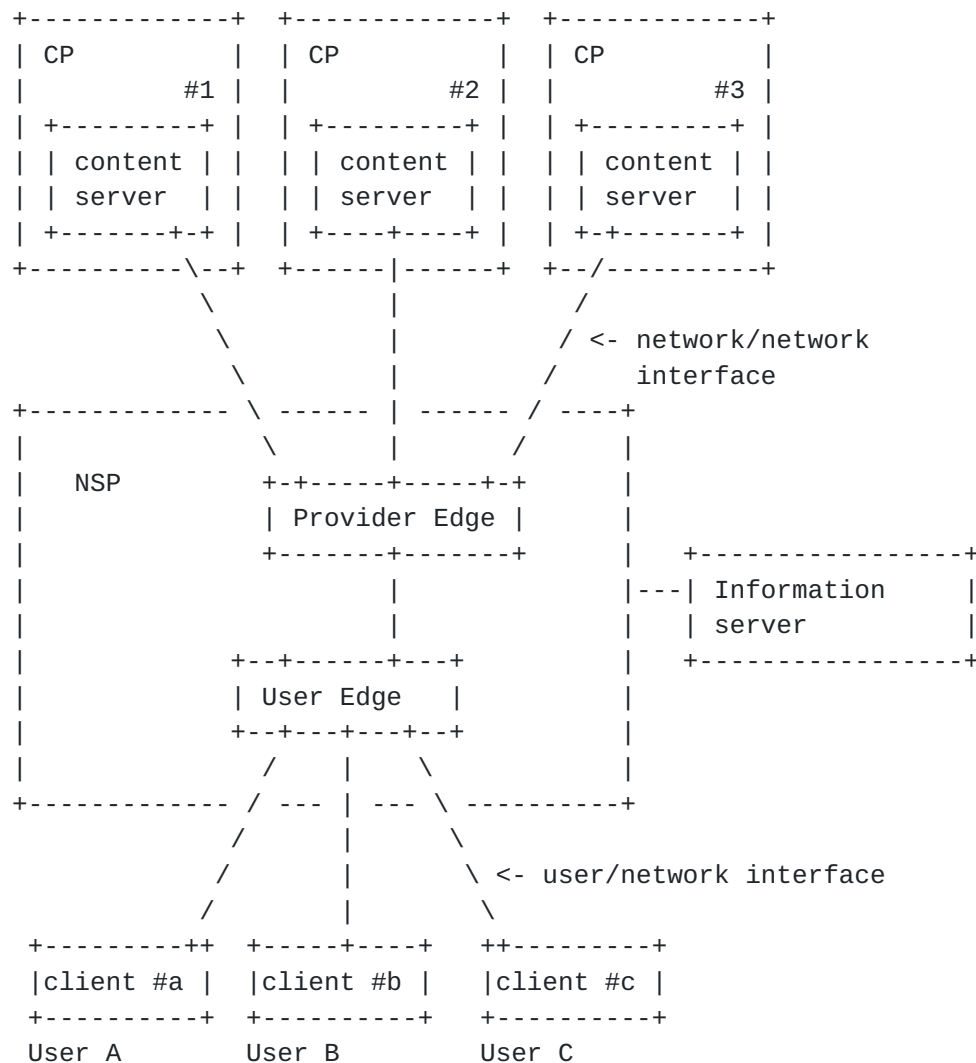 CP CP CP
#1 #2 #3
content content content
server server server
<- network/network
interface
NSP
Provider Edge
Information
server
User Edge
<- user/network interface
client #a client #b client #c
User A User B User C